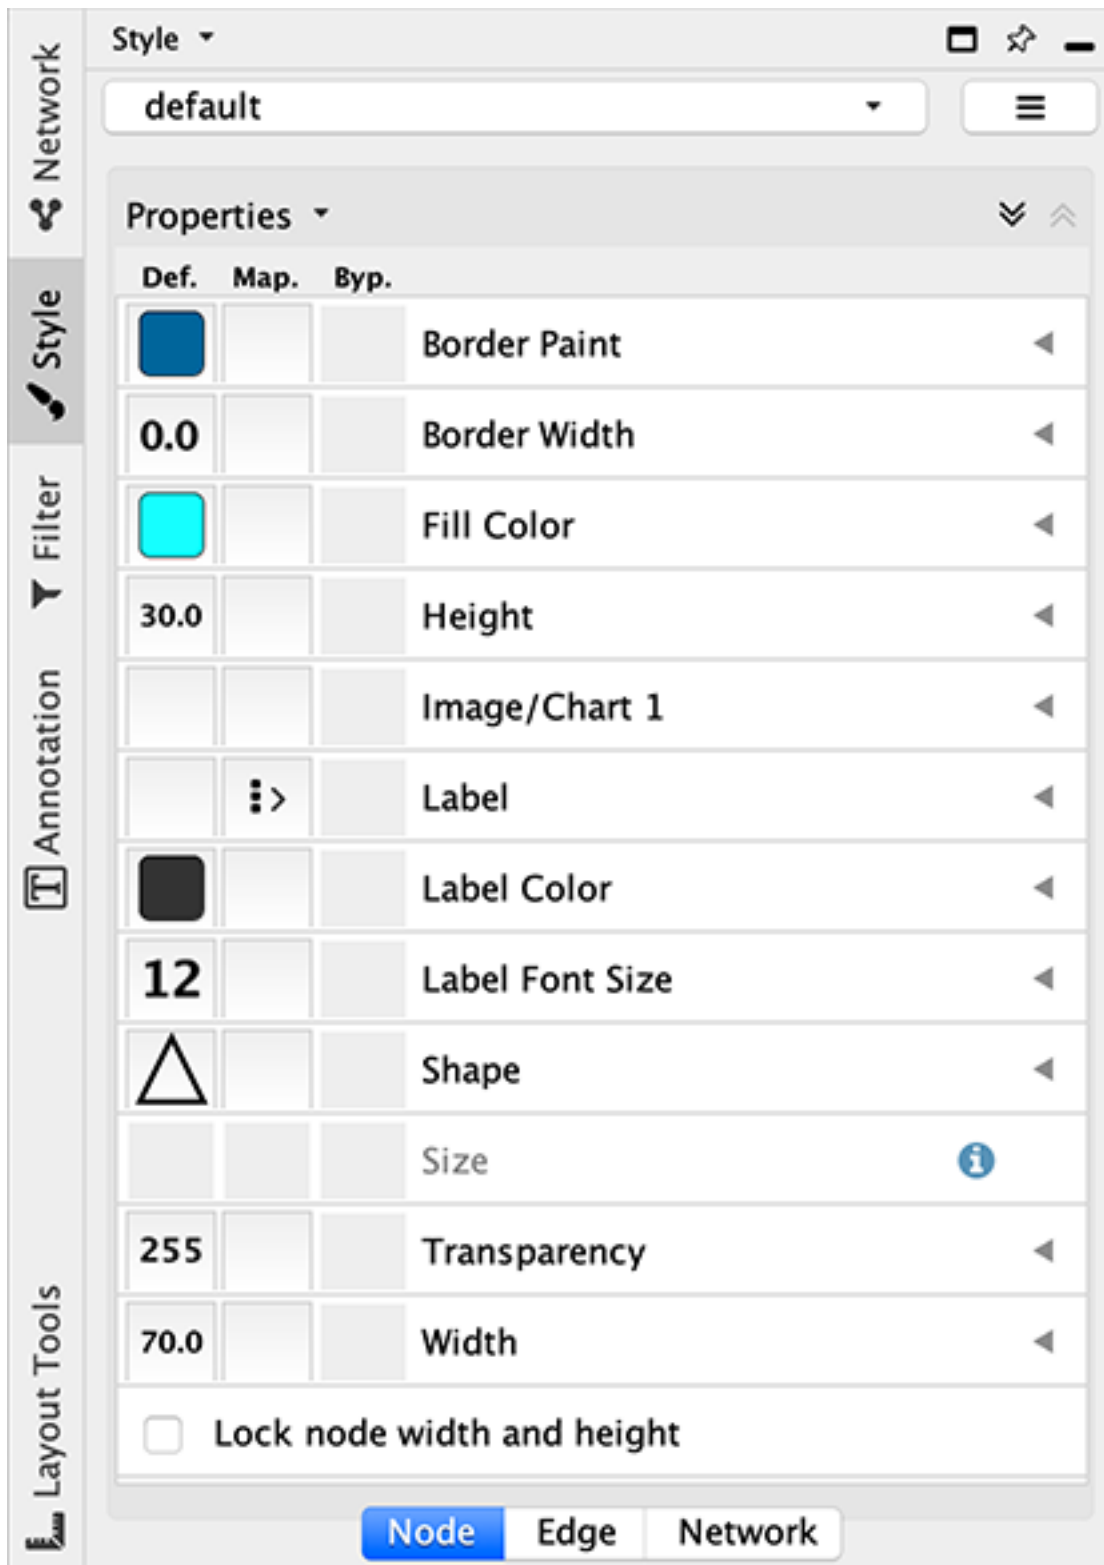 Style
default
Properties
Def. Map. Byp.
Border Paint
0.0 Border Width
Fill Color
30.0 Height
Image/Chart 1
Label
Label Color
12 Label Font Size
Shape
Size
255 Transparency
70.0 Width
Lock node width and height
Node Edge Network
Network
Style
Filter
Annotation
Layout Tools